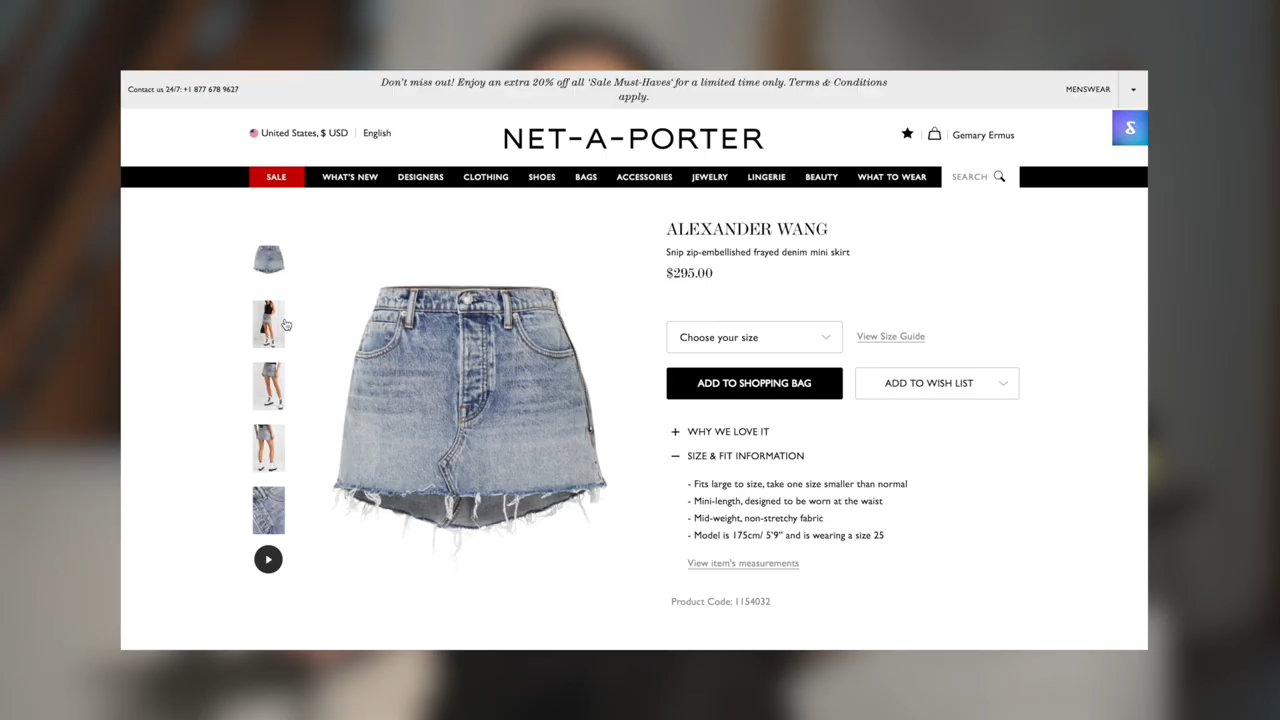 Contact us 24/7: +1 877 678 9627
Don't miss out! Enjoy an extra 20% off all 'Sale Must-Haves' for a limited time only. Terms & Conditions
apply.
MENSWEAR
United States, $ USD
English
NET-A-PORTER
Gemary Ermus
SALE
WHAT'S NEW
DESIGNERS
CLOTHING
SHOES
BAGS
ACCESSORIES
JEWELRY
LINGERIE
BEAUTY
WHAT TO WEAR
SEARCH
ALEXANDER WANG
Snip zip-embellished frayed denim mini skirt
$295.00
Choose your size
View Size Guide
ADD TO SHOPPING BAG
ADD TO WISH LIST
+ WHY WE LOVE IT
– SIZE & FIT INFORMATION
- Fits large to size, take one size smaller than normal
- Mini-length, designed to be worn at the waist
- Mid-weight, non-stretchy fabric
- Model is 175cm/ 5'9" and is wearing a size 25
View item's measurements
Product Code: 1154032